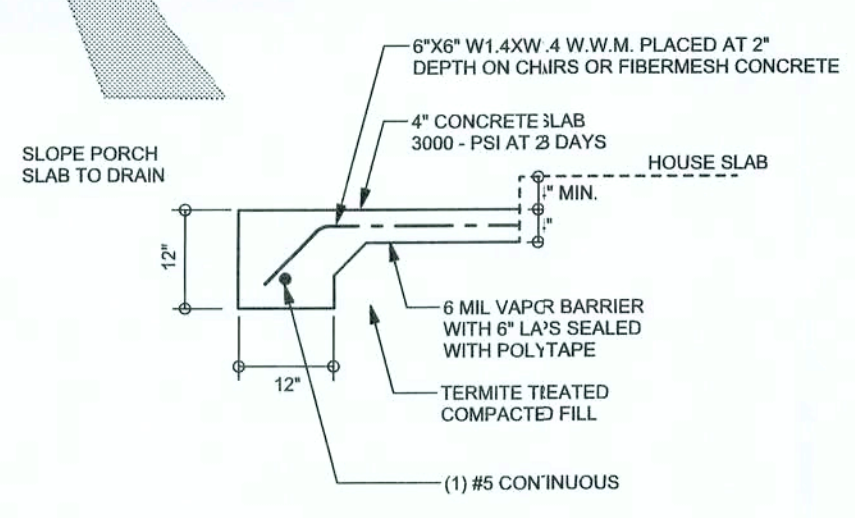 6"X6" W1.4XW .4 W.W.M. PLACED AT 2"
DEPTH ON CHAIRS OR FIBERMESH CONCRETE
4" CONCRETE SLAB
3000 - PSI AT 28 DAYS
SLOPE PORCH
SLAB TO DRAIN
HOUSE SLAB
" MIN.
"
12"
6 MIL VAPOR BARRIER
WITH 6" LAPS SEALED
WITH POLYTAPE
12"
TERMITE TREATED
COMPACTED FILL
(1) #5 CONTINUOUS